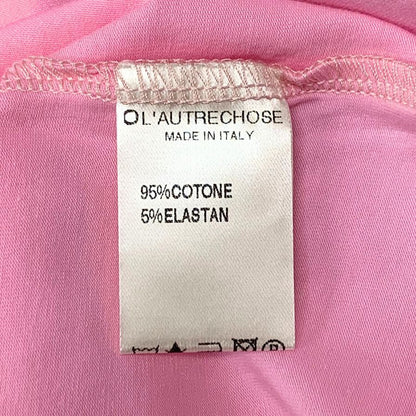 L'AUTRECHOSE
MADE IN ITALY
95%COTONE
5%ELASTAN